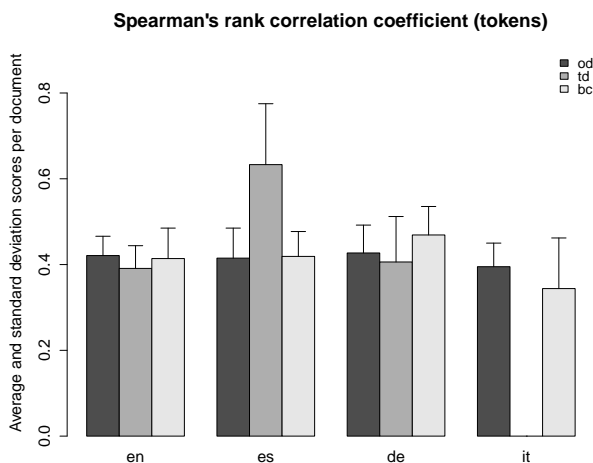 Spearman's rank correlation coefficient (tokens)
Average and standard deviation scores per document
od
td
bc
0.8
0.6
0.4
0.2
0.0
en es de it